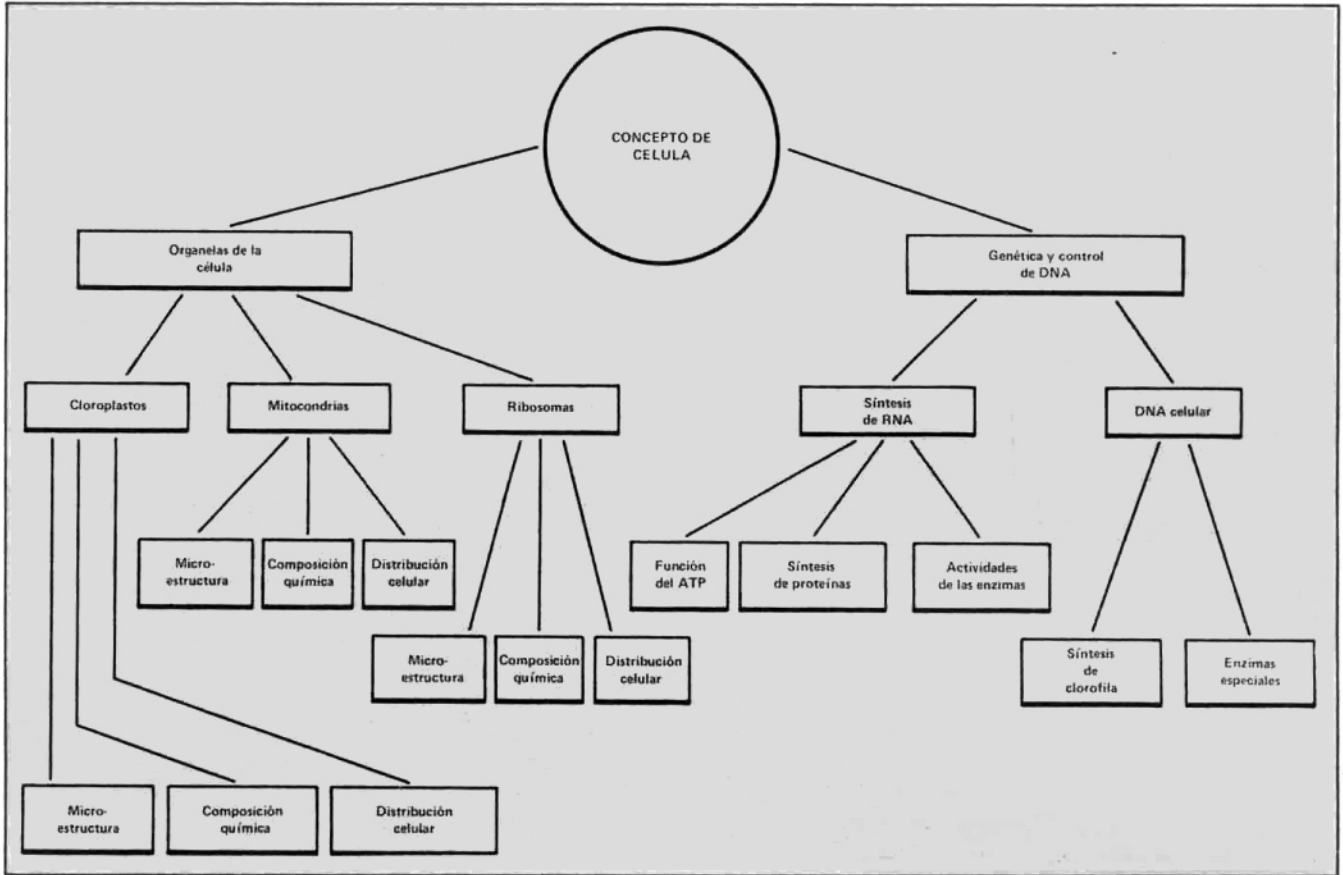 CONCEPTO DE
CELULA
Organelas de la
célula
Genética y control
de DNA
Cloroplastos
Mitocondrias
Ribosomas
Síntesis
de RNA
DNA celular
Micro-
estructura
Composición
química
Distribución
celular
Función
del ATP
Síntesis
de proteínas
Actividades
de las enzimas
Micro-
estructura
Composición
química
Distribución
celular
Síntesis
de
clorofila
Enzimas
especiales
Micro-
estructura
Composición
química
Distribución
celular